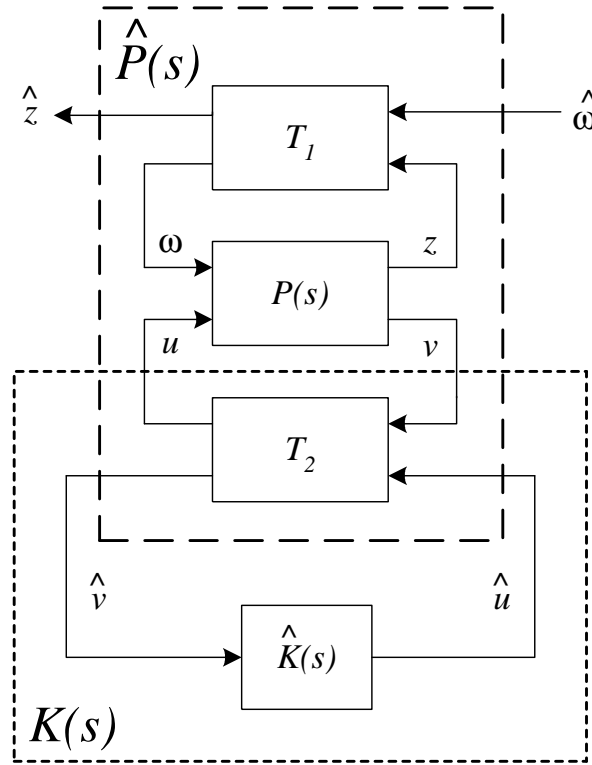 P̂(s)
ẑ
ω̂
T₁
ω
z
P(s)
u
v
T₂
v̂
û
K̂(s)
K(s)